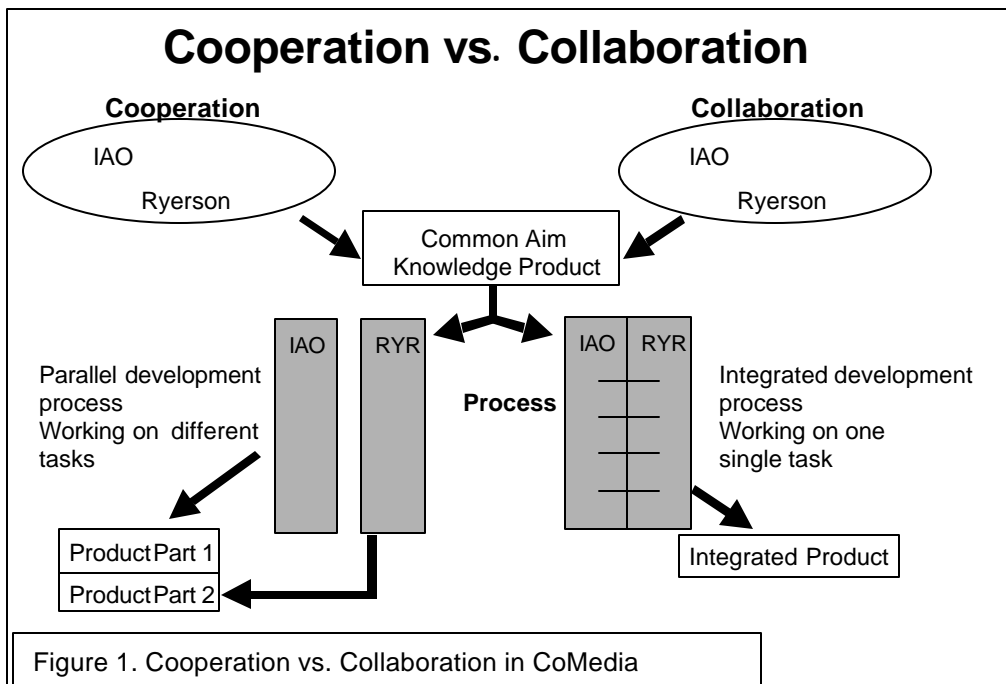 Cooperation vs. Collaboration
Cooperation
Collaboration
IAO
Ryerson
IAO
Ryerson
Common Aim
Knowledge Product
IAO
RYR
IAO
RYR
Parallel development
process
Working on different
tasks
Process
Integrated development
process
Working on one
single task
Product Part 1
Product Part 2
Integrated Product
Figure 1. Cooperation vs. Collaboration in CoMedia